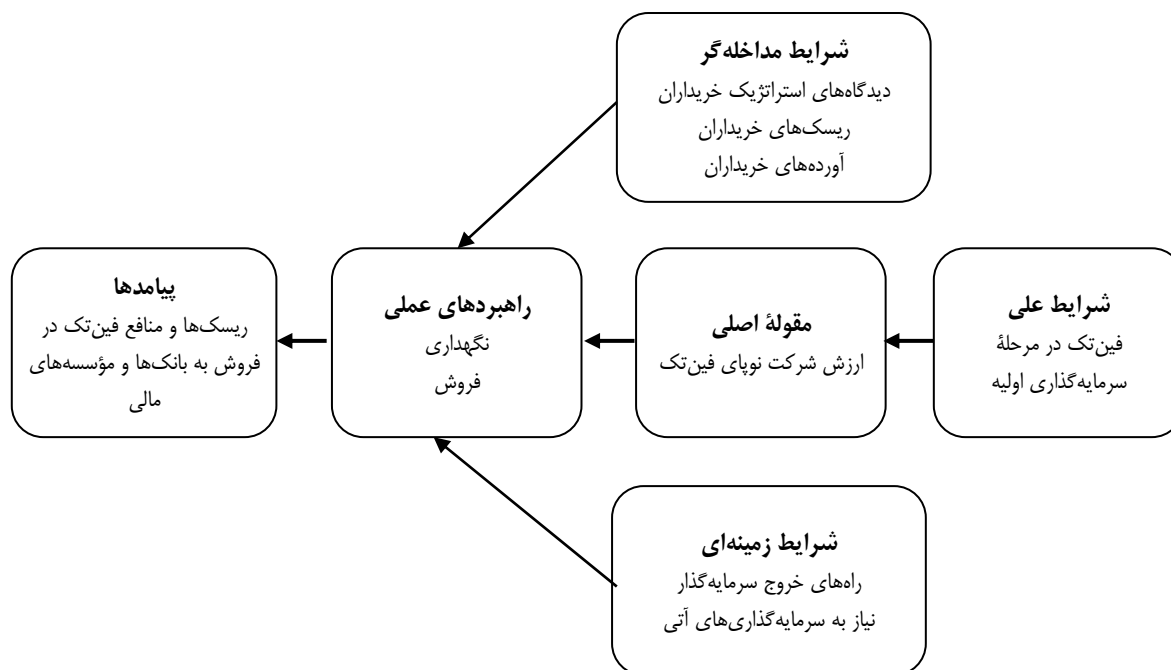 شرایط مداخله‌گر
دیدگاه‌های استراتژیک خریداران
ریسک‌های خریداران
آورده‌های خریداران
شرایط علی
فین‌تک در مرحلۀ
سرمایه‌گذاری اولیه
مقولۀ اصلی
ارزش شرکت نوپای فین‌تک
راهبردهای عملی
نگهداری
فروش
پیامدها
ریسک‌ها و منافع فین‌تک در
فروش به بانک‌ها و مؤسسه‌های
مالی
شرایط زمینه‌ای
راه‌های خروج سرمایه‌گذار
نیاز به سرمایه‌گذاری‌های آتی